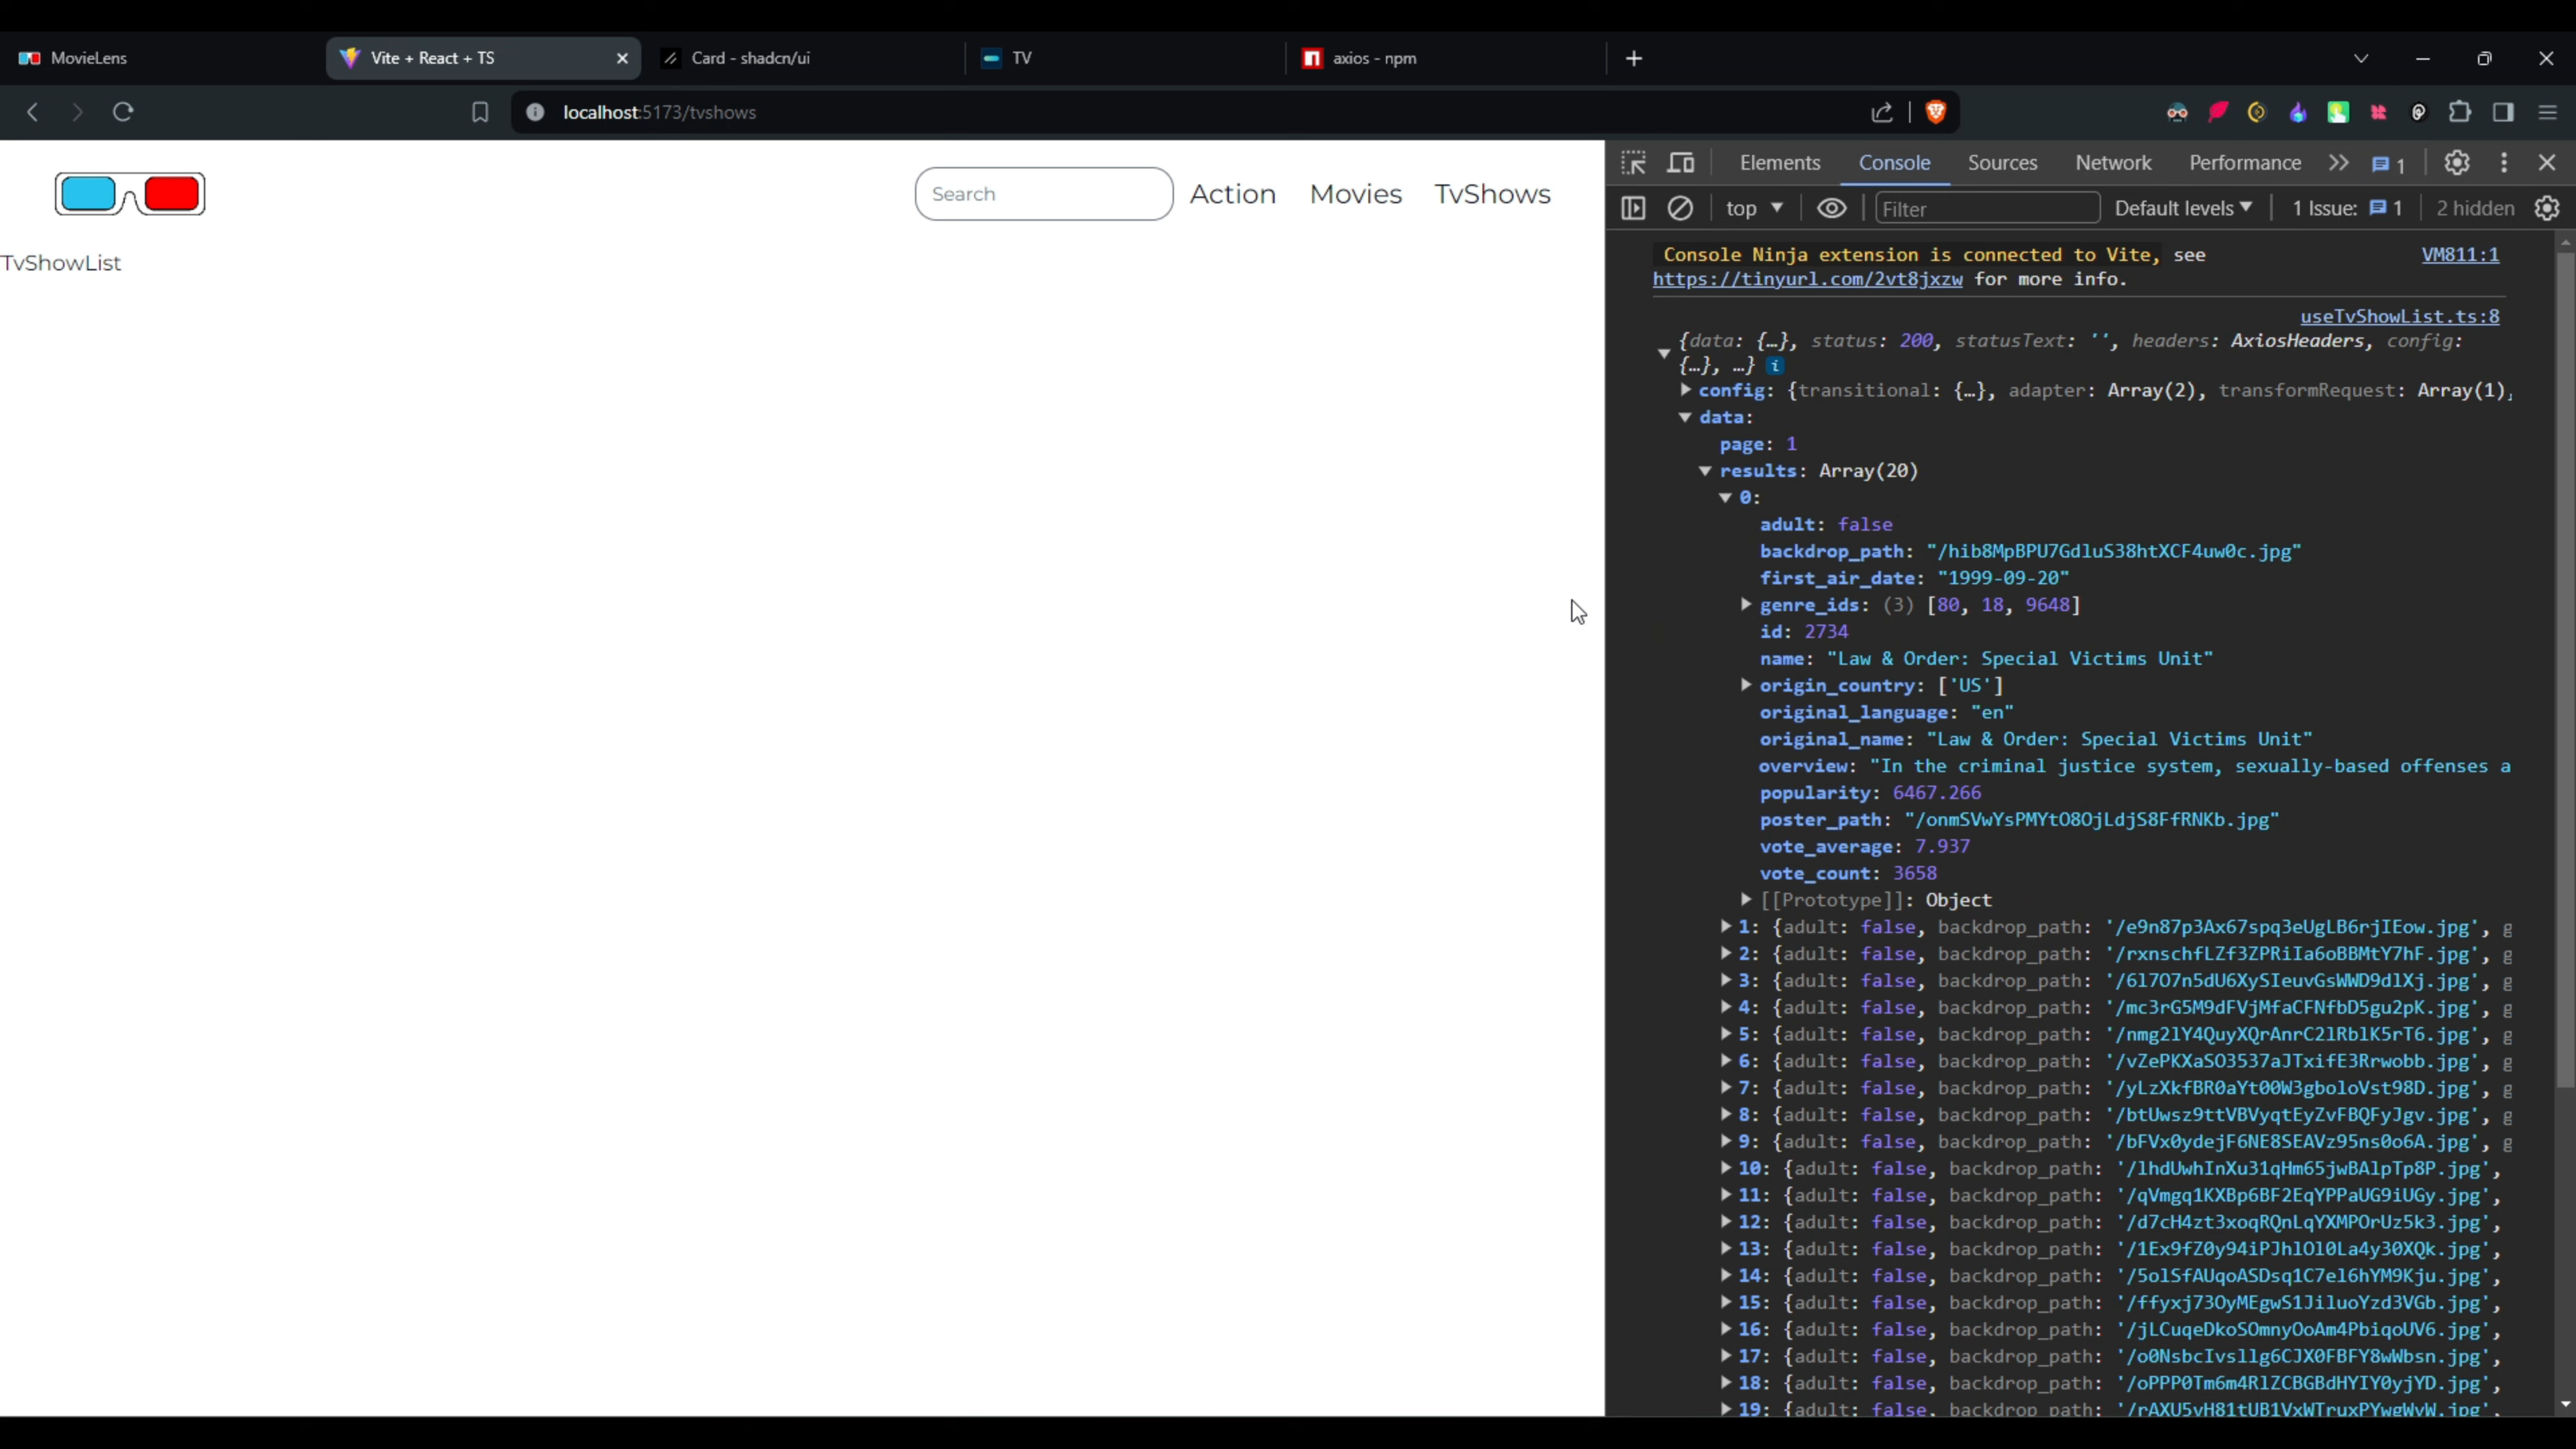 MovieLens
Vite + React + TS
Card - shadcn/ui
TV
axios - npm
localhost:5173/tvshows
Search
Action
Movies
TvShows
TvShowList
Elements
Console
Sources
Network
Performance
1
top
Filter
Default levels
1 Issue:
1
2 hidden
Console Ninja extension is connected to Vite, see
VM811:1
https://tinyurl.com/2vt8jxzw for more info.
useTvShowList.ts:8
{data: {…}, status: 200, statusText: '', headers: AxiosHeaders, config:
{…}, …}
config: {transitional: {…}, adapter: Array(2), transformRequest: Array(1),
data:
page: 1
results: Array(20)
0:
adult: false
backdrop_path: "/hib8MpBPU7GdluS38htXCF4uw0c.jpg"
first_air_date: "1999-09-20"
genre_ids: (3) [80, 18, 9648]
id: 2734
name: "Law & Order: Special Victims Unit"
origin_country: ['US']
original_language: "en"
original_name: "Law & Order: Special Victims Unit"
overview: "In the criminal justice system, sexually-based offenses a
popularity: 6467.266
poster_path: "/onmSVwYsPMYtO8OjLdjS8FfRNKb.jpg"
vote_average: 7.937
vote_count: 3658
[[Prototype]]: Object
1: {adult: false, backdrop_path: '/e9n87p3Ax67spq3eUgLB6rjIEow.jpg', g
2: {adult: false, backdrop_path: '/rxnschfLZf3ZPRiIa6oBBMtY7hF.jpg', g
3: {adult: false, backdrop_path: '/6l7O7n5dU6XySIeuvGsWWD9dlXj.jpg', g
4: {adult: false, backdrop_path: '/mc3rG5M9dFVjMfaCFNfbD5gu2pK.jpg', g
5: {adult: false, backdrop_path: '/nmg2lY4QuyXQrAnrC2lRblK5rT6.jpg', g
6: {adult: false, backdrop_path: '/vZePKXaSO3537aJTxifE3Rrwobb.jpg', g
7: {adult: false, backdrop_path: '/yLzXkfBR0aYt00W3gboloVst98D.jpg', g
8: {adult: false, backdrop_path: '/btUwsz9ttVBVyqtEyZvFBQFyJgv.jpg', g
9: {adult: false, backdrop_path: '/bFVx0ydejF6NE8SEAVz95ns0o6A.jpg', g
10: {adult: false, backdrop_path: '/lhdUwhInXu31qHm65jwBAlpTp8P.jpg',
11: {adult: false, backdrop_path: '/qVmgq1KXBp6BF2EqYPPaUG9iUGy.jpg',
12: {adult: false, backdrop_path: '/d7cH4zt3xoqRQnLqYXMPOrUz5k3.jpg',
13: {adult: false, backdrop_path: '/1Ex9fZ0y94iPJhlOl0La4y30XQk.jpg',
14: {adult: false, backdrop_path: '/5olSfAUqoASDsq1C7el6hYM9Kju.jpg',
15: {adult: false, backdrop_path: '/ffyxj73OyMEgwS1JiluoYzd3VGb.jpg',
16: {adult: false, backdrop_path: '/jLCuqeDkoSOmnyOoAm4PbiqoUV6.jpg',
17: {adult: false, backdrop_path: '/o0NsbcIvsllg6CJX0FBFY8wWbsn.jpg',
18: {adult: false, backdrop_path: '/oPPP0Tm6m4RlZCBGBdHYIY0yjYD.jpg',
19: {adult: false, backdrop_path: '/rAXU5vH81tUB1VxWTruxPYwgWvW.jpg',